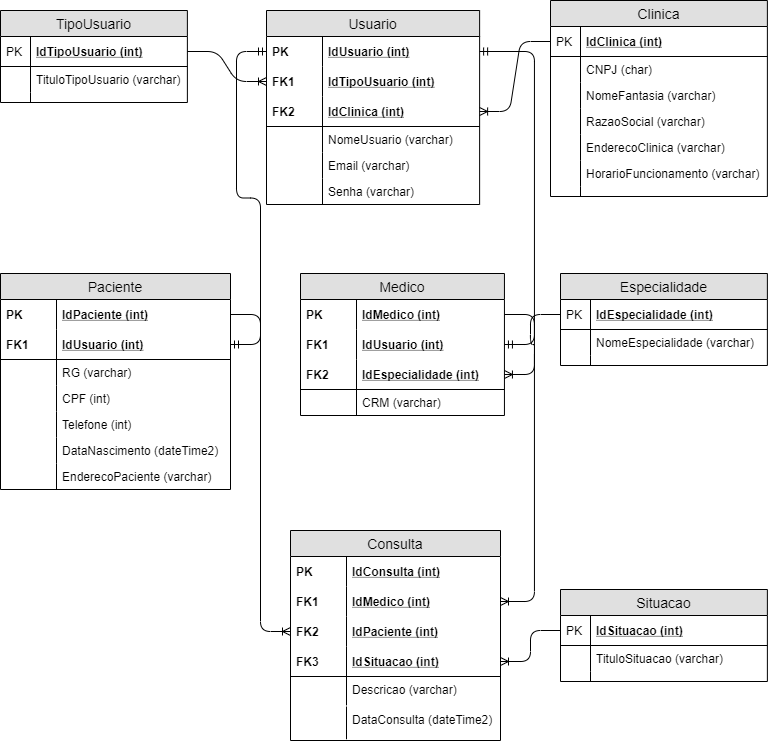 TipoUsuario
PK IdTipoUsuario (int)
TituloTipoUsuario (varchar)
Usuario
PK IdUsuario (int)
FK1 IdTipoUsuario (int)
FK2 IdClinica (int)
NomeUsuario (varchar)
Email (varchar)
Senha (varchar)
Clinica
PK IdClinica (int)
CNPJ (char)
NomeFantasia (varchar)
RazaoSocial (varchar)
EnderecoClinica (varchar)
HorarioFuncionamento (varchar)
Paciente
PK IdPaciente (int)
FK1 IdUsuario (int)
RG (varchar)
CPF (int)
Telefone (int)
DataNascimento (dateTime2)
EnderecoPaciente (varchar)
Medico
PK IdMedico (int)
FK1 IdUsuario (int)
FK2 IdEspecialidade (int)
CRM (varchar)
Especialidade
PK IdEspecialidade (int)
NomeEspecialidade (varchar)
Consulta
PK IdConsulta (int)
FK1 IdMedico (int)
FK2 IdPaciente (int)
FK3 IdSituacao (int)
Descricao (varchar)
DataConsulta (dateTime2)
Situacao
PK IdSituacao (int)
TituloSituacao (varchar)